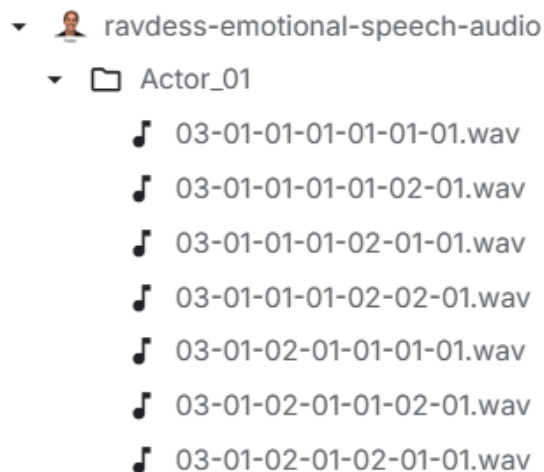 ravdess-emotional-speech-audio
Actor_01
03-01-01-01-01-01-01.wav
03-01-01-01-01-02-01.wav
03-01-01-01-02-01-01.wav
03-01-01-01-02-02-01.wav
03-01-02-01-01-01-01.wav
03-01-02-01-01-02-01.wav
03-01-02-01-02-01-01.wav